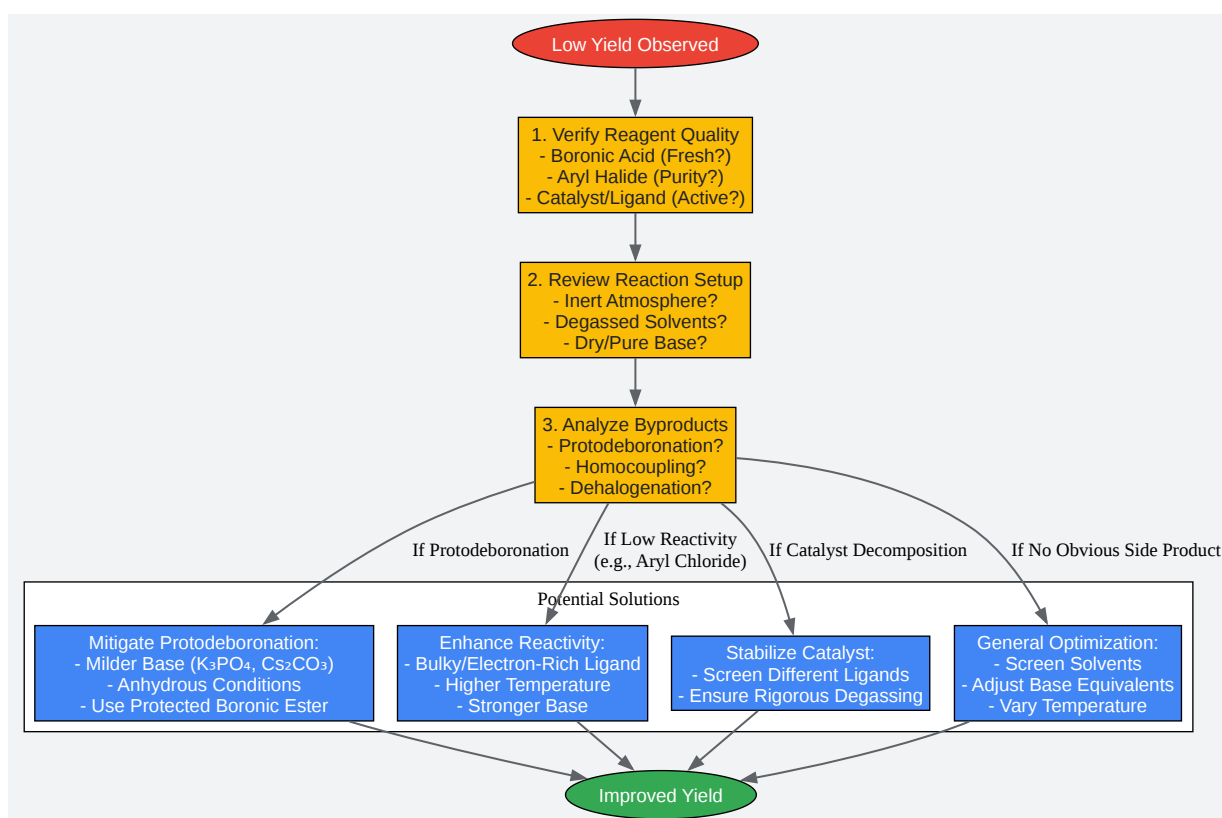 Low Yield Observed
1. Verify Reagent Quality
- Boronic Acid (Fresh?)
- Aryl Halide (Purity?)
- Catalyst/Ligand (Active?)
2. Review Reaction Setup
- Inert Atmosphere?
- Degassed Solvents?
- Dry/Pure Base?
3. Analyze Byproducts
- Protodeboronation?
- Homocoupling?
- Dehalogenation?
If Protodeboronation
If Low Reactivity
(e.g., Aryl Chloride)
If Catalyst Decomposition
If No Obvious Side Product
Potential Solutions
Mitigate Protodeboronation:
- Milder Base (K₃PO₄, Cs₂CO₃)
- Anhydrous Conditions
- Use Protected Boronic Ester
Enhance Reactivity:
- Bulky/Electron-Rich Ligand
- Higher Temperature
- Stronger Base
Stabilize Catalyst:
- Screen Different Ligands
- Ensure Rigorous Degassing
General Optimization:
- Screen Solvents
- Adjust Base Equivalents
- Vary Temperature
Improved Yield